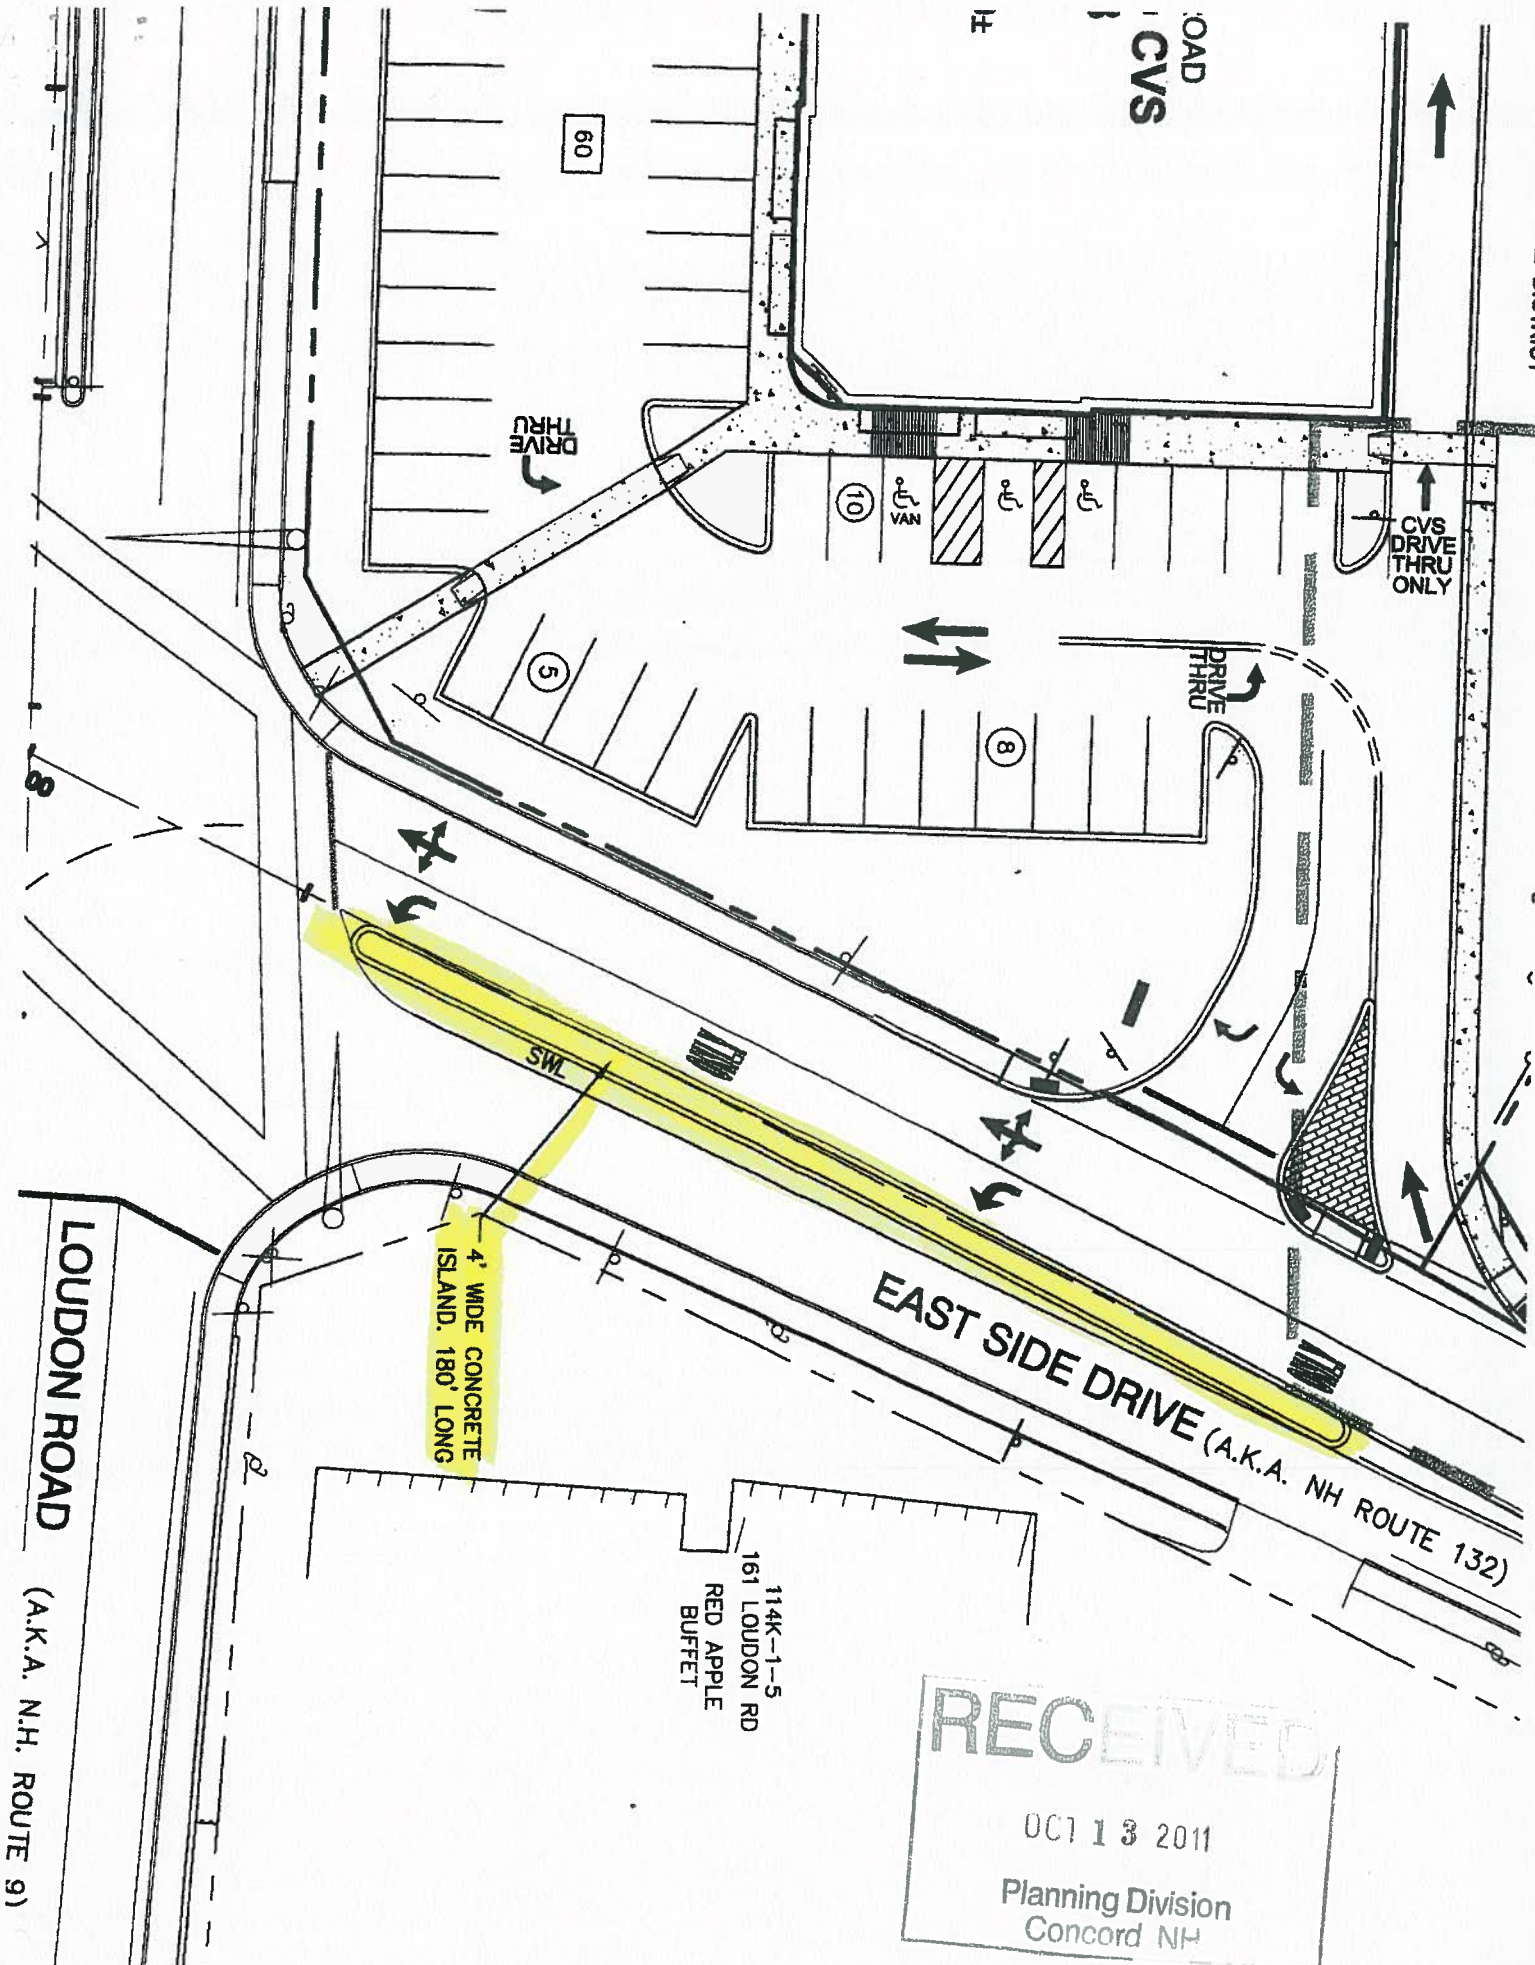 OAD
CVS
60
DRIVE
THRU
10
VAN
CVS
DRIVE
THRU
ONLY
5
8
DRIVE
THRU
SWL
4' WIDE CONCRETE
ISLAND. 180' LONG
EAST SIDE DRIVE (A.K.A. NH ROUTE 132)
LOUDON ROAD (A.K.A. N.H. ROUTE 9)
114K-1-5
161 LOUDON RD
RED APPLE
BUFFET
RECEIVED
OCT 13 2011
Planning Division
Concord NH